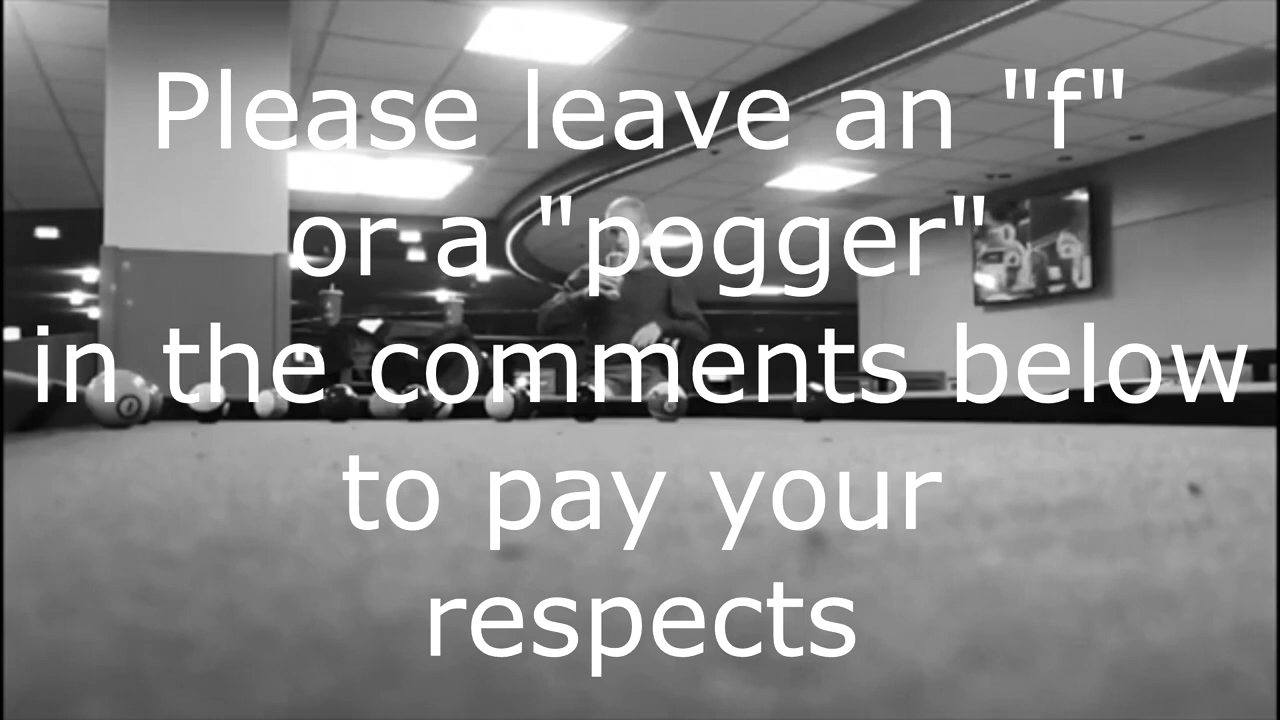 Please leave an "f"
or a "pogger"
in the comments below
to pay your
respects